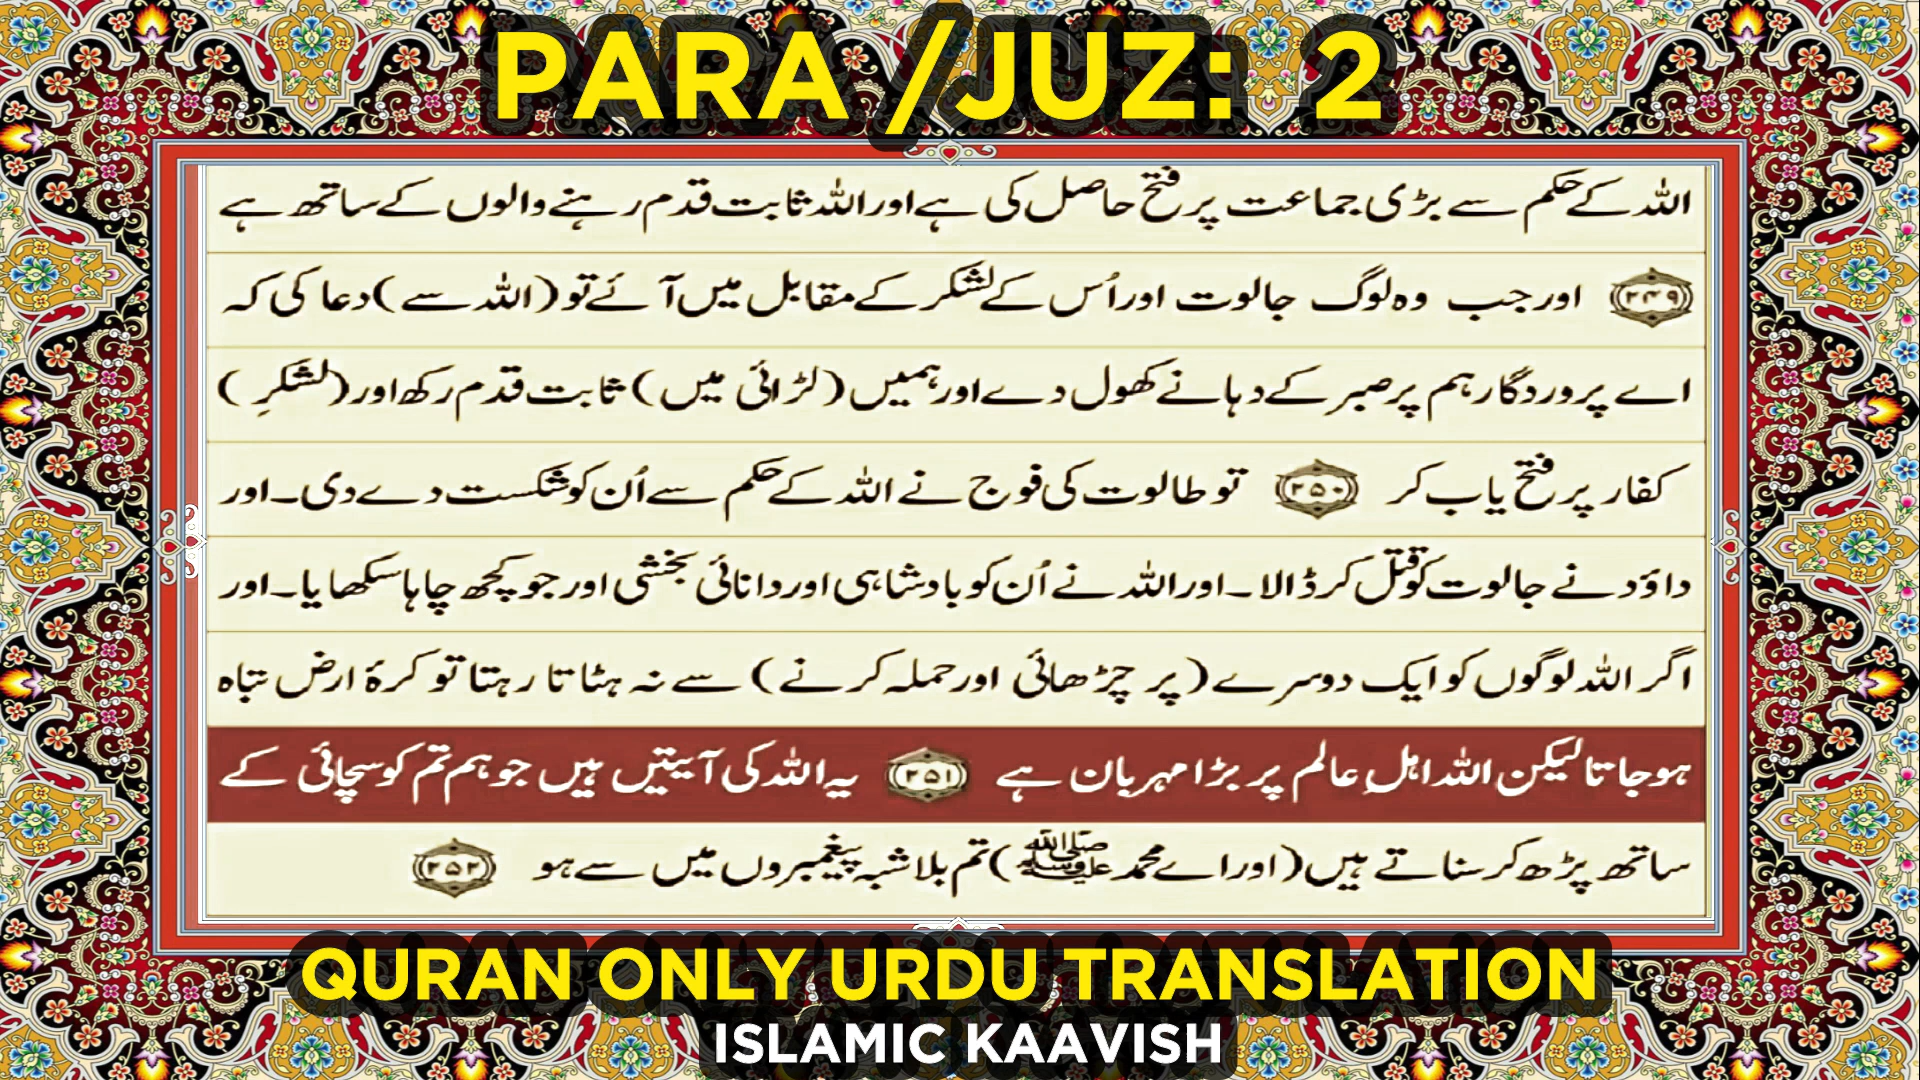 PARA /JUZ: 2
اللہ کے حکم سے بڑی جماعت پر فتح حاصل کی ہے اور اللہ ثابت قدم رہنے والوں کے ساتھ ہے
﴿۲۴۹﴾ اور جب وہ لوگ جالوت اور اُس کے لشکر کے مقابل میں آئے تو (اللہ سے) دعا کی کہ
اے پروردگار ہم پر صبر کے دہانے کھول دے اور ہمیں (لڑائی میں) ثابت قدم رکھ اور (لشکرِ)
کفار پر فتح یاب کر ﴿۲۵۰﴾ تو طالوت کی فوج نے اللہ کے حکم سے اُن کو شکست دے دی۔ اور
داؤد نے جالوت کو قتل کر ڈالا۔ اور اللہ نے اُن کو بادشاہی اور دانائی بخشی اور جو کچھ چاہا سکھایا۔ اور
اگر اللہ لوگوں کو ایک دوسرے (پر چڑھائی اور حملہ کرنے) سے نہ ہٹاتا رہتا تو کرۂ ارض تباہ
ہوجاتا لیکن اللہ اہلِ عالم پر بڑا مہربان ہے ﴿۲۵۱﴾ یہ اللہ کی آیتیں ہیں جو ہم تم کو سچائی کے
ساتھ پڑھ کر سناتے ہیں (اور اے محمد صلی اللہ علیہ وسلم) تم بلاشبہ پیغمبروں میں سے ہو ﴿۲۵۲﴾
QURAN ONLY URDU TRANSLATION
ISLAMIC KAAVISH